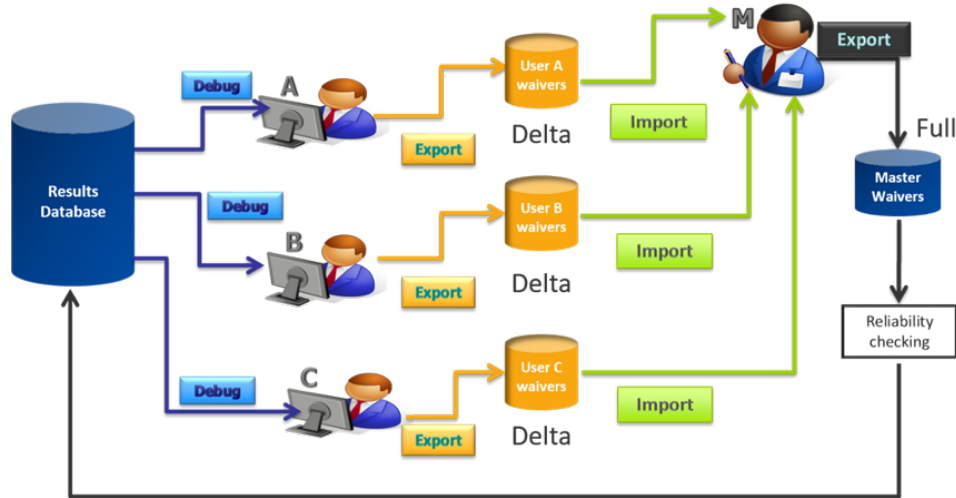 M
Export
Debug
A
User A
waivers
Import
Full
Export
Delta
Results
Database
Master
Waivers
Debug
B
User B
waivers
Import
Export
Delta
Reliability
checking
Debug
C
User C
waivers
Import
Export
Delta